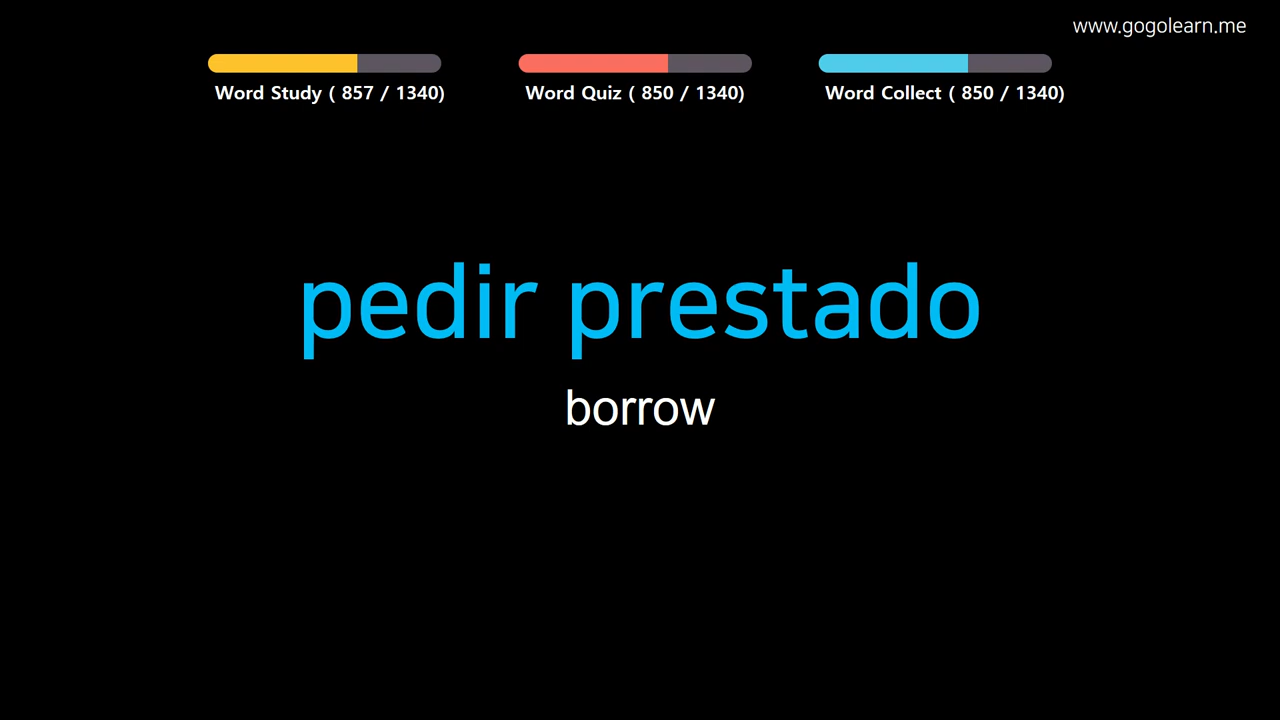 www.gogolearn.me
Word Study ( 857 / 1340)
Word Quiz ( 850 / 1340)
Word Collect ( 850 / 1340)
pedir prestado
borrow